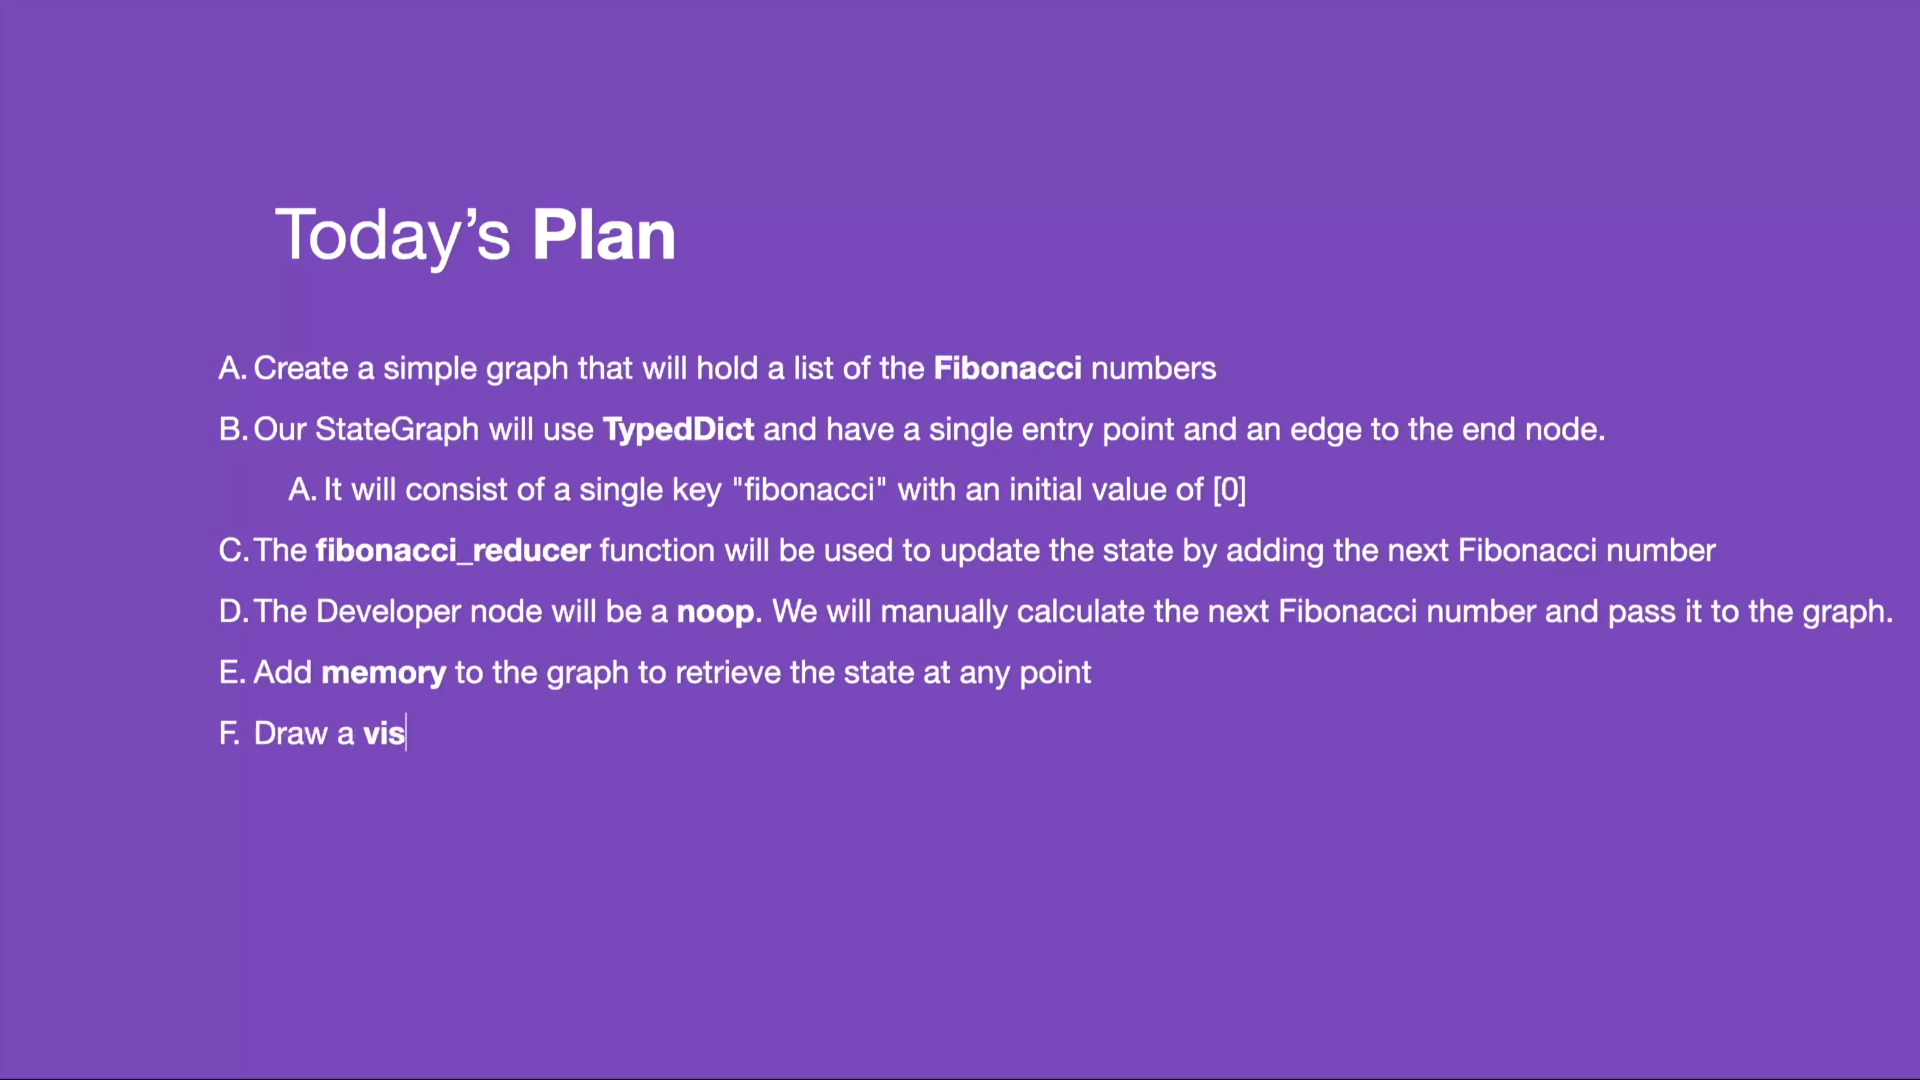 Today’s Plan
A. Create a simple graph that will hold a list of the Fibonacci numbers
B. Our StateGraph will use TypedDict and have a single entry point and an edge to the end node.
A. It will consist of a single key "fibonacci" with an initial value of [0]
C. The fibonacci_reducer function will be used to update the state by adding the next Fibonacci number
D. The Developer node will be a noop. We will manually calculate the next Fibonacci number and pass it to the graph.
E. Add memory to the graph to retrieve the state at any point
F. Draw a vis